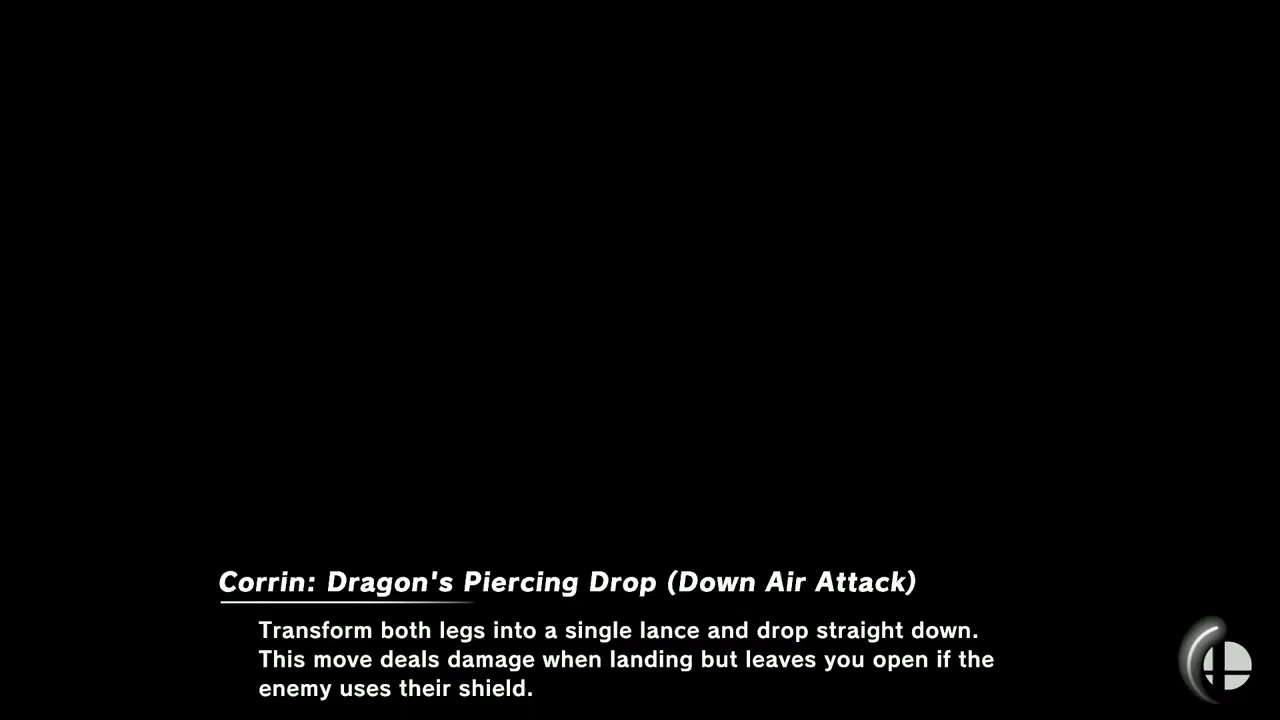 Corrin: Dragon's Piercing Drop (Down Air Attack)
Transform both legs into a single lance and drop straight down.
This move deals damage when landing but leaves you open if the
enemy uses their shield.